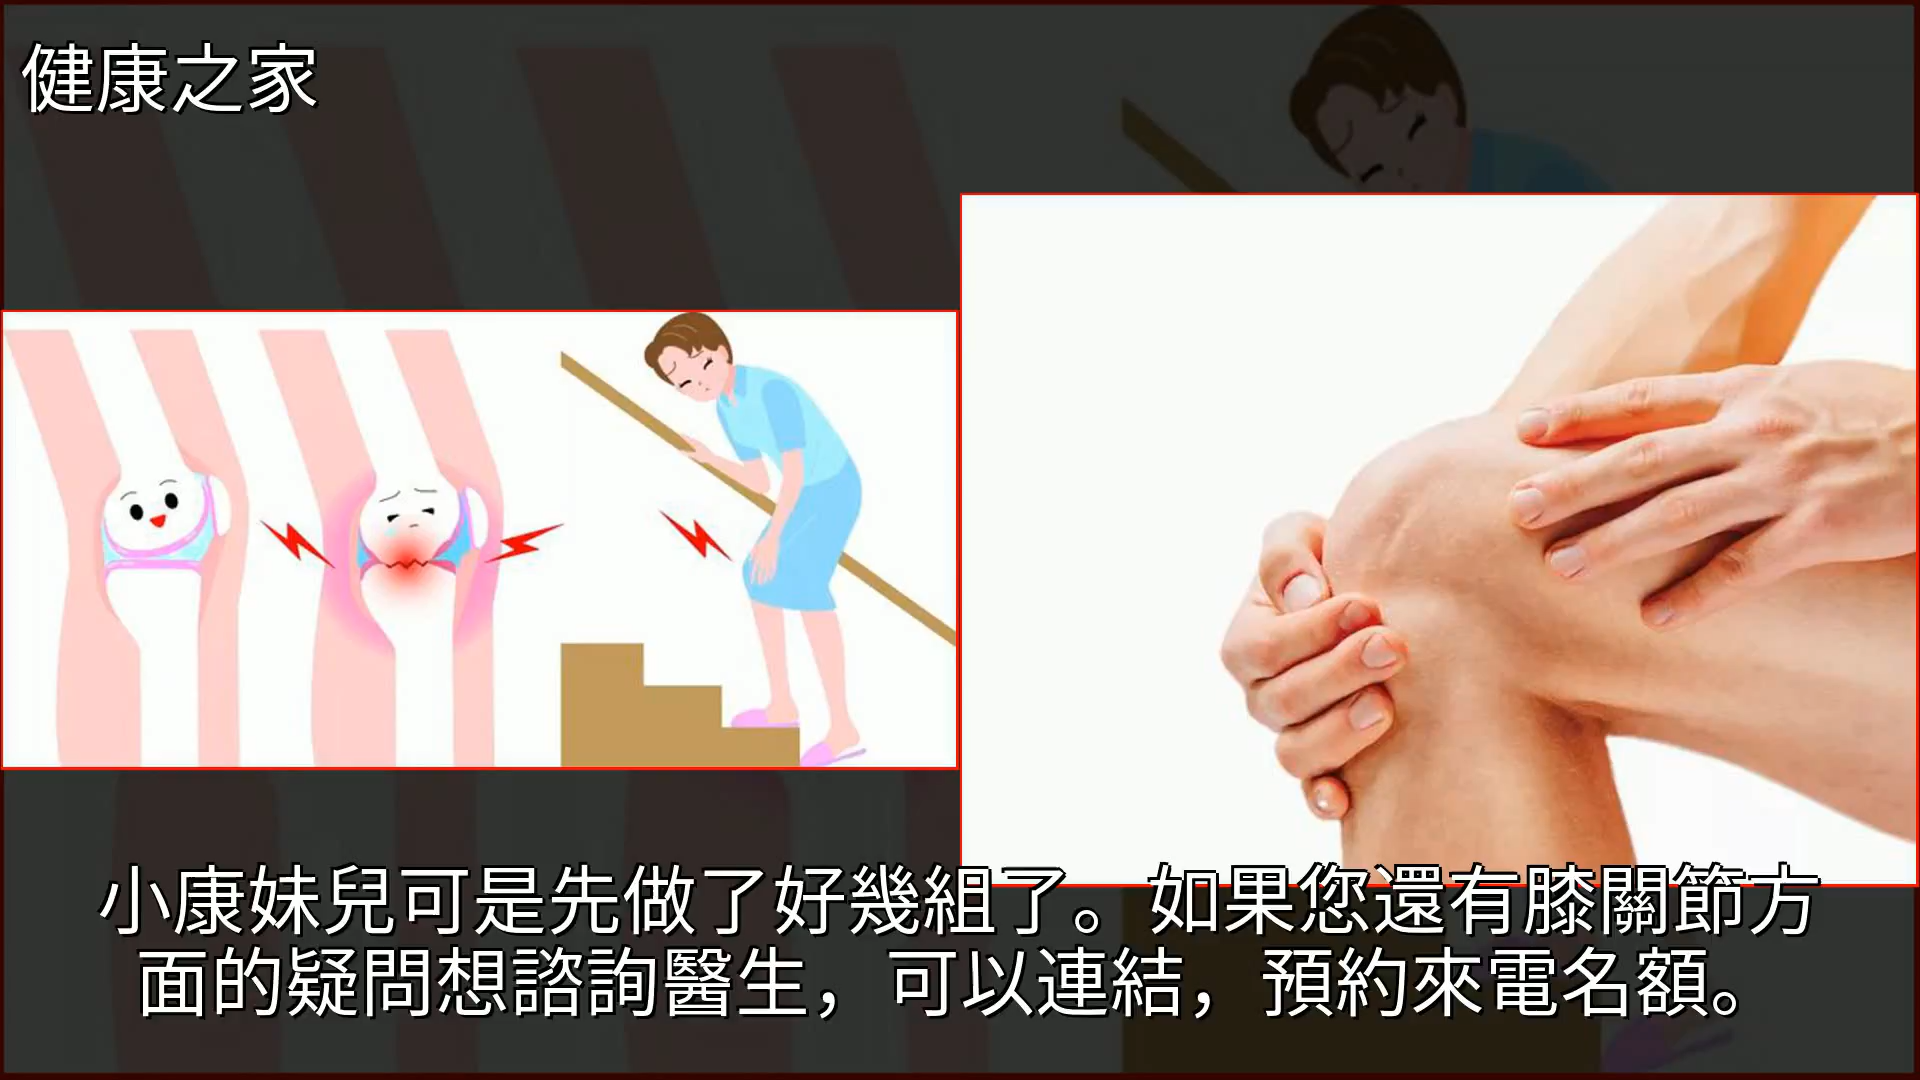 健康之家
小康妹兒可是先做了好幾組了。如果您還有膝關節方
面的疑問想諮詢醫生，可以連結，預約來電名額。